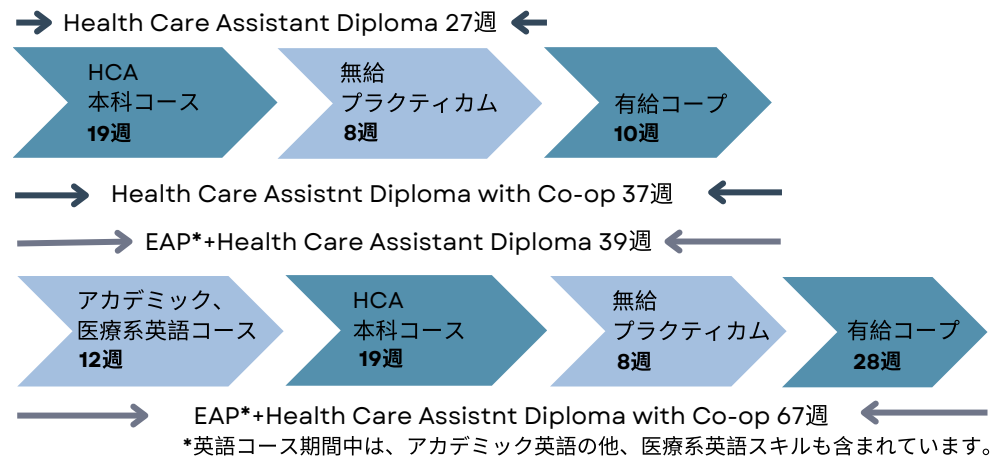 Health Care Assistant Diploma 27週
HCA
本科コース
19週
無給
プラクティカム
8週
有給コープ
10週
Health Care Assistnt Diploma with Co-op 37週
EAP*+Health Care Assistant Diploma 39週
アカデミック、
医療系英語コース
12週
HCA
本科コース
19週
無給
プラクティカム
8週
有給コープ
28週
EAP*+Health Care Assistnt Diploma with Co-op 67週
*英語コース期間中は、アカデミック英語の他、医療系英語スキルも含まれています。